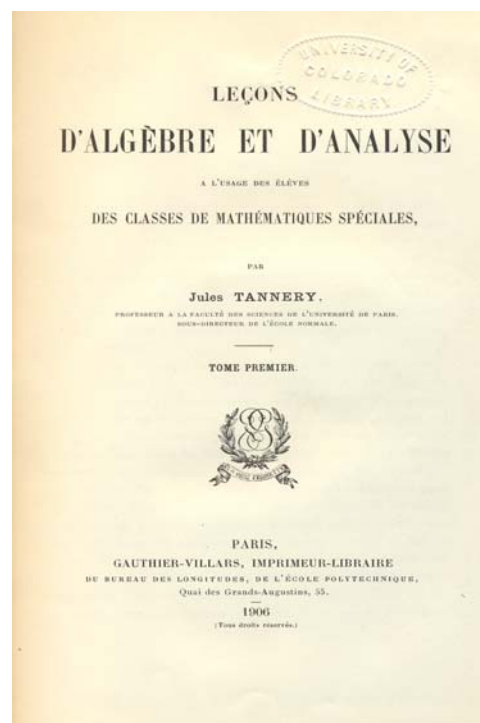 UNIVERSITY OF
COLORADO
LIBRARY
LEÇONS
D'ALGÈBRE ET D'ANALYSE
A L'USAGE DES ÉLÈVES
DES CLASSES DE MATHÉMATIQUES SPÉCIALES,
PAR
Jules TANNERY.
PROFESSEUR A LA FACULTÉ DES SCIENCES DE L'UNIVERSITÉ DE PARIS.
SOUS-DIRECTEUR DE L'ÉCOLE NORMALE.
TOME PREMIER.
PARIS,
GAUTHIER-VILLARS, IMPRIMEUR-LIBRAIRE
DU BUREAU DES LONGITUDES, DE L'ÉCOLE POLYTECHNIQUE,
Quai des Grands-Augustins, 55.
1906
(Tous droits réservés.)